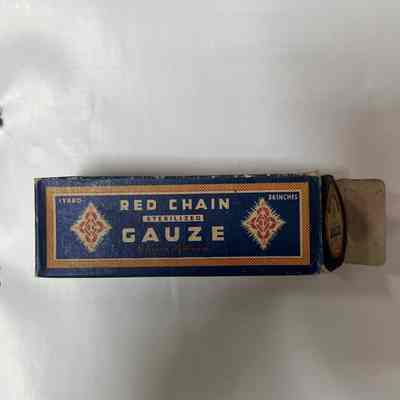 1 YARD
36 INCHES
RED CHAIN
STERILIZED
GAUZE